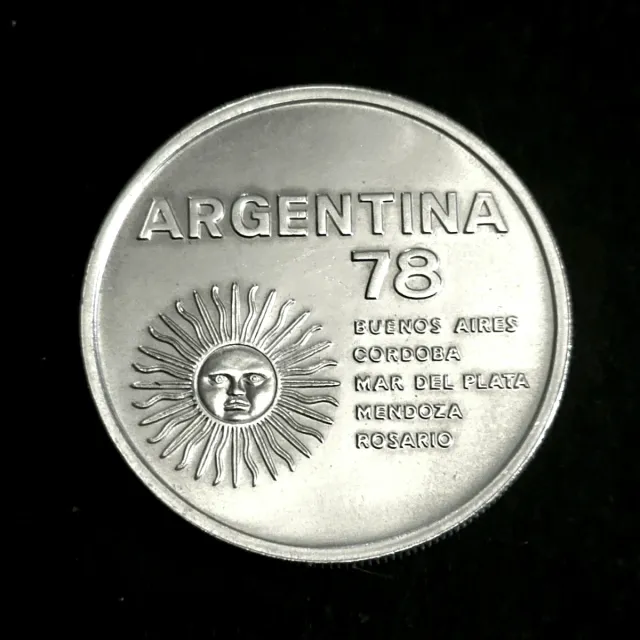 ARGENTINA
78
BUENOS AIRES
CORDOBA
MAR DEL PLATA
MENDOZA
ROSARIO